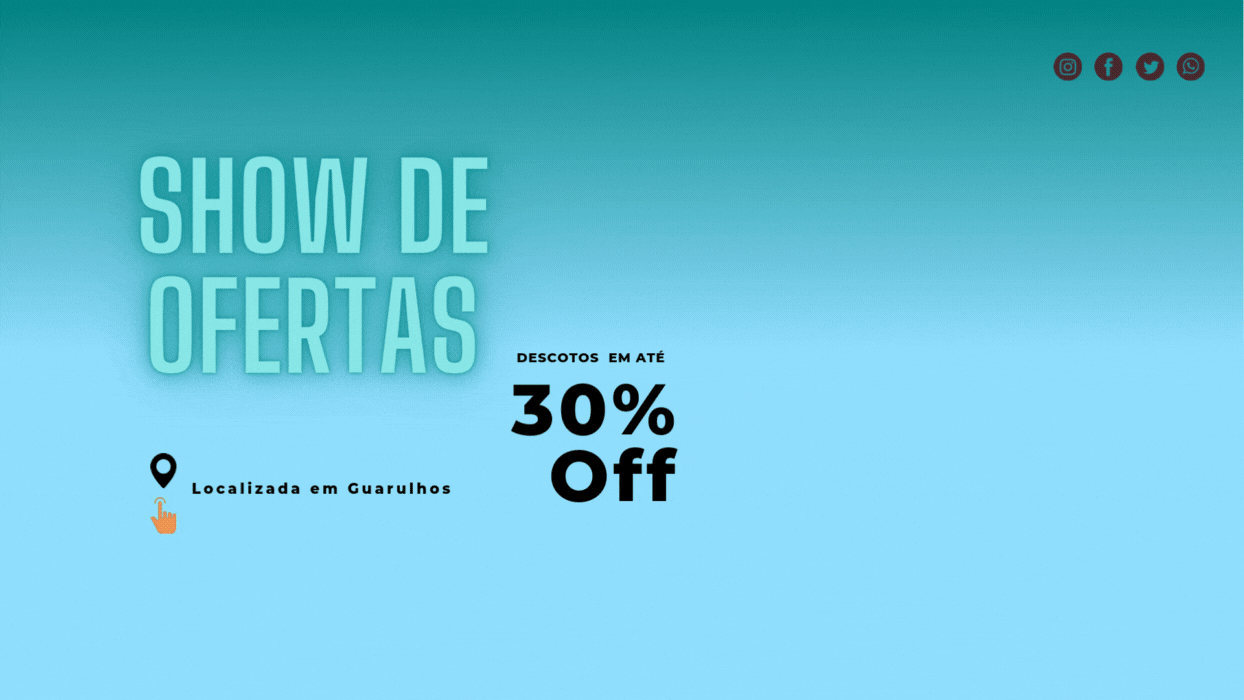 SHOW DE
OFERTAS
DESCOTOS EM ATÉ
30%
Off
Localizada em Guarulhos